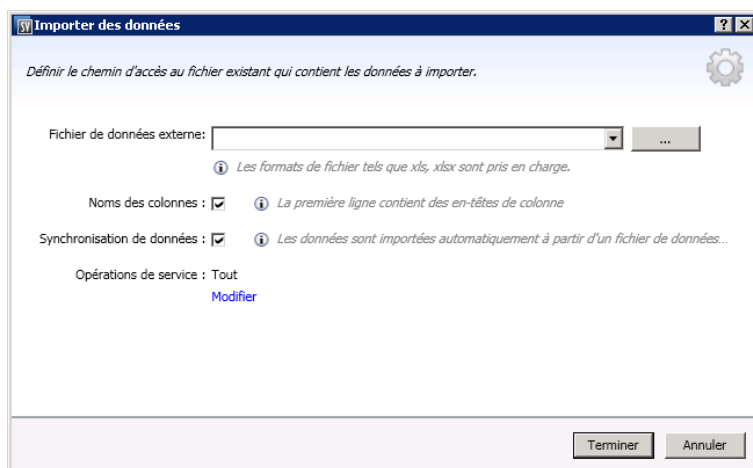 SV Importer des données ? X
Définir le chemin d'accès au fichier existant qui contient les données à importer.
Fichier de données externe: ...
Les formats de fichier tels que xls, xlsx sont pris en charge.
Noms des colonnes : La première ligne contient des en-têtes de colonne
Synchronisation de données : Les données sont importées automatiquement à partir d'un fichier de données...
Opérations de service : Tout
Modifier
Terminer Annuler